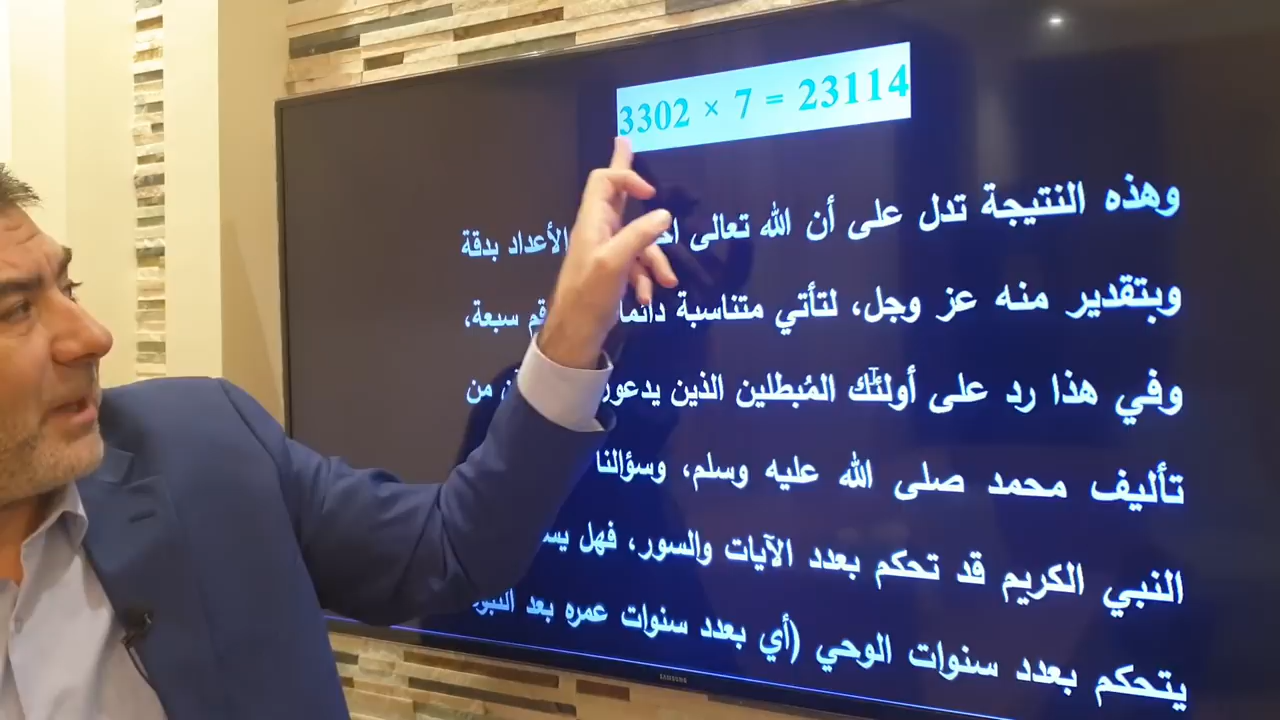 3302 × 7 = 23114
وهذه النتيجة تدل على أن الله تعالى الأعداد بدقة
وبتقدير منه عز وجل، لتأتي متناسبة دائما سبعة،
وفي هذا رد على أولئك المُبطلين الذين من
تأليف محمد صلى الله عليه وسلم، وسؤالنا
النبي الكريم قد تحكم بعدد الآيات والسور، فهل
يتحكم بعدد سنوات الوحي (أي بعدد سنوات عمره بعد
SAMSUNG